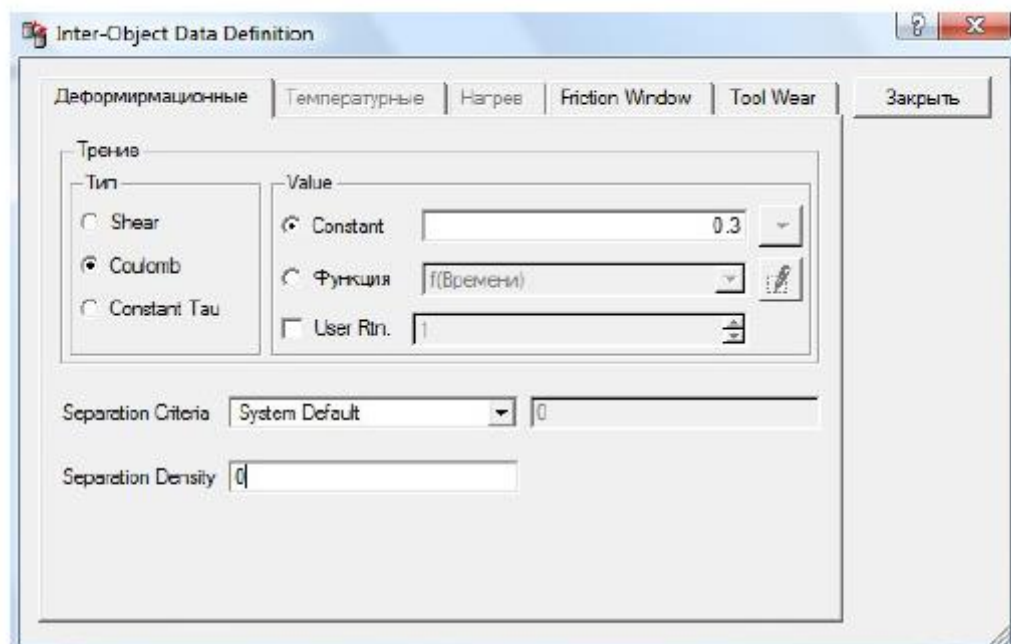 Inter-Object Data Definition
Деформирмационные Температурные Нагрев Friction Window Tool Wear Закрыть
Трение
Тип Value
Shear Constant 0.3
Coulomb Функция f(Времени)
Constant Tau User Rtn. 1
Separation Criteria System Default 0
Separation Density 0